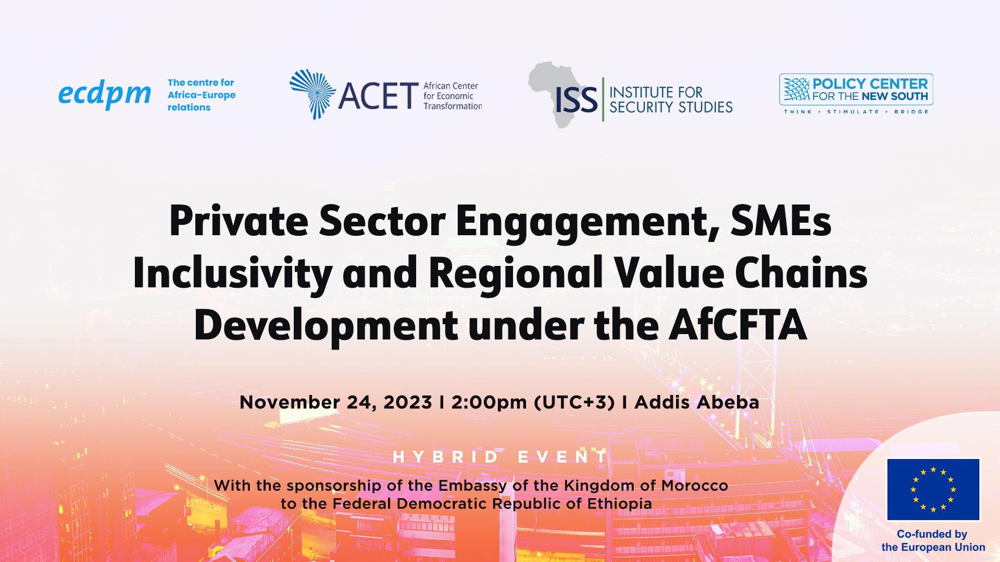 ecdpm
The centre for
Africa-Europe
relations
ACET
African Center
for Economic
Transformation
ISS
INSTITUTE FOR
SECURITY STUDIES
POLICY CENTER
FOR THE NEW SOUTH
THINK • STIMULATE • BRIDGE
Private Sector Engagement, SMEs
Inclusivity and Regional Value Chains
Development under the AfCFTA
November 24, 2023 I 2:00pm (UTC+3) I Addis Abeba
HYBRID EVENT
With the sponsorship of the Embassy of the Kingdom of Morocco
to the Federal Democratic Republic of Ethiopia
Co-funded by
the European Union